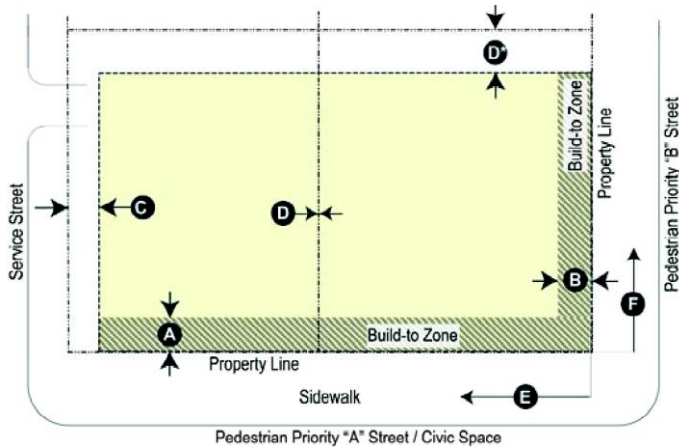 D*
Build-to Zone
Property Line
Pedestrian Priority "B" Street
Service Street
C
D
B
F
A
Build-to Zone
Property Line
Sidewalk
E
Pedestrian Priority "A" Street / Civic Space